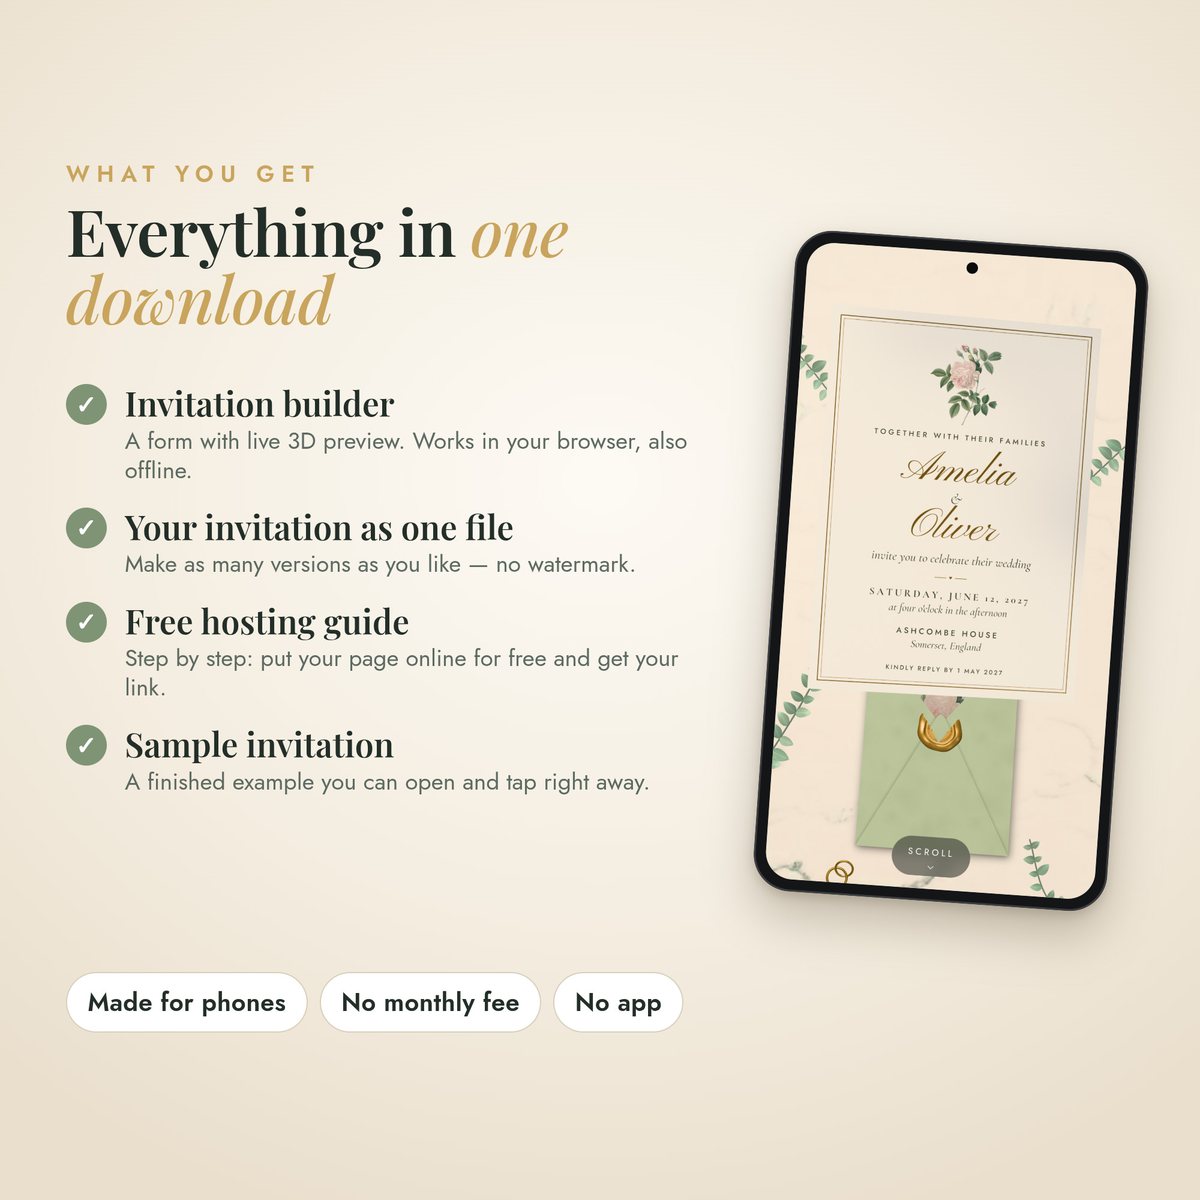 WHAT YOU GET
Everything in one
download
✓ Invitation builder
A form with live 3D preview. Works in your browser, also
offline.
✓ Your invitation as one file
Make as many versions as you like — no watermark.
✓ Free hosting guide
Step by step: put your page online for free and get your
link.
✓ Sample invitation
A finished example you can open and tap right away.
Made for phones
No monthly fee
No app
TOGETHER WITH THEIR FAMILIES
Amelia
&
Oliver
invite you to celebrate their wedding
SATURDAY, JUNE 12, 2027
at four o'clock in the afternoon
ASHCOMBE HOUSE
Somerset, England
KINDLY REPLY BY 1 MAY 2027
SCROLL